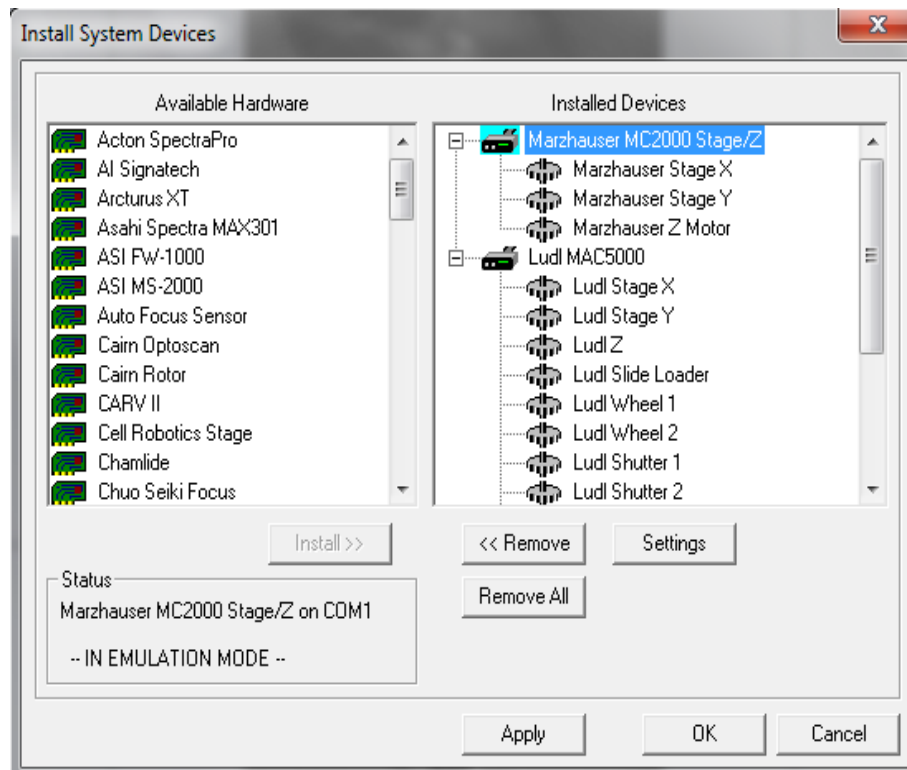 Install System Devices
Available Hardware
Acton SpectraPro
AI Signatech
Arcturus XT
Asahi Spectra MAX301
ASI FW-1000
ASI MS-2000
Auto Focus Sensor
Cairn Optoscan
Cairn Rotor
CARV II
Cell Robotics Stage
Chamlide
Chuo Seiki Focus
Install >>
Status
Marzhauser MC2000 Stage/Z on COM1
-- IN EMULATION MODE --
Installed Devices
Marzhauser MC2000 Stage/Z
Marzhauser Stage X
Marzhauser Stage Y
Marzhauser Z Motor
Ludl MAC5000
Ludl Stage X
Ludl Stage Y
Ludl Z
Ludl Slide Loader
Ludl Wheel 1
Ludl Wheel 2
Ludl Shutter 1
Ludl Shutter 2
<< Remove
Settings
Remove All
Apply
OK
Cancel